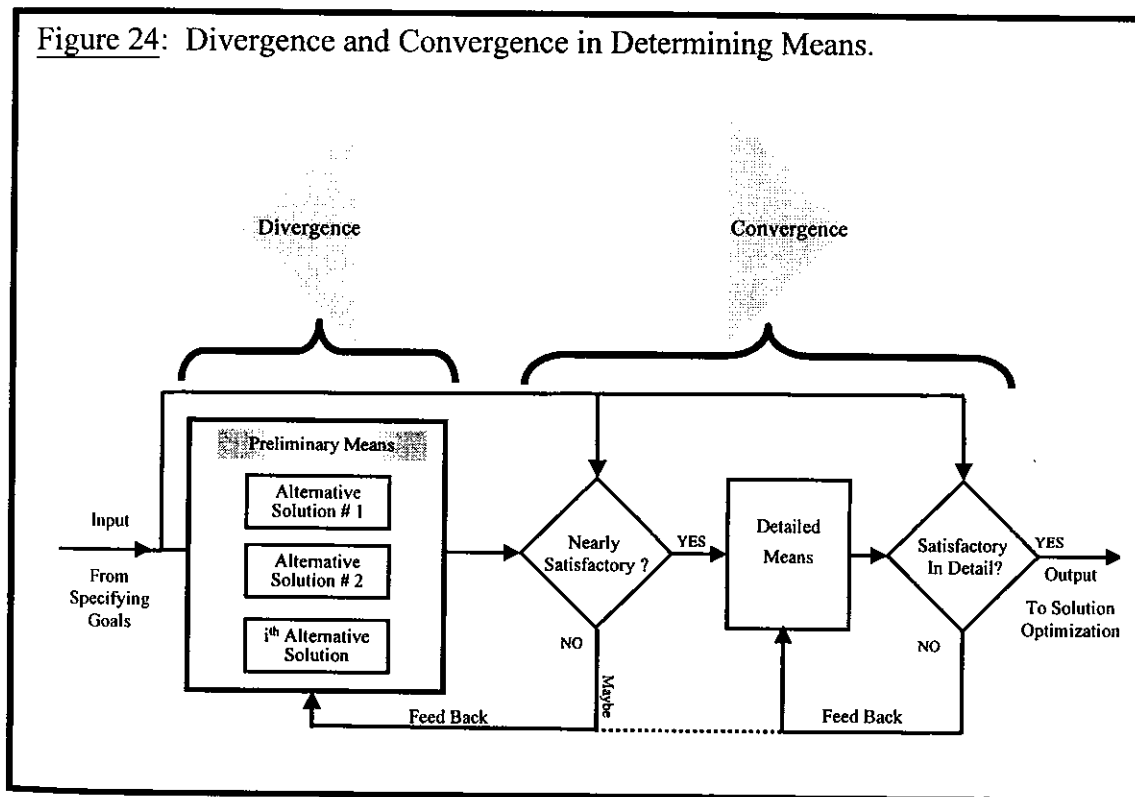 Figure 24: Divergence and Convergence in Determining Means.
Divergence
Convergence
Preliminary Means
Alternative
Solution # 1
Alternative
Solution # 2
ith Alternative
Solution
Input
From
Specifying
Goals
Nearly
Satisfactory ?
YES
NO
Maybe
Detailed
Means
Satisfactory
In Detail?
YES
Output
To Solution
Optimization
NO
Feed Back
Feed Back